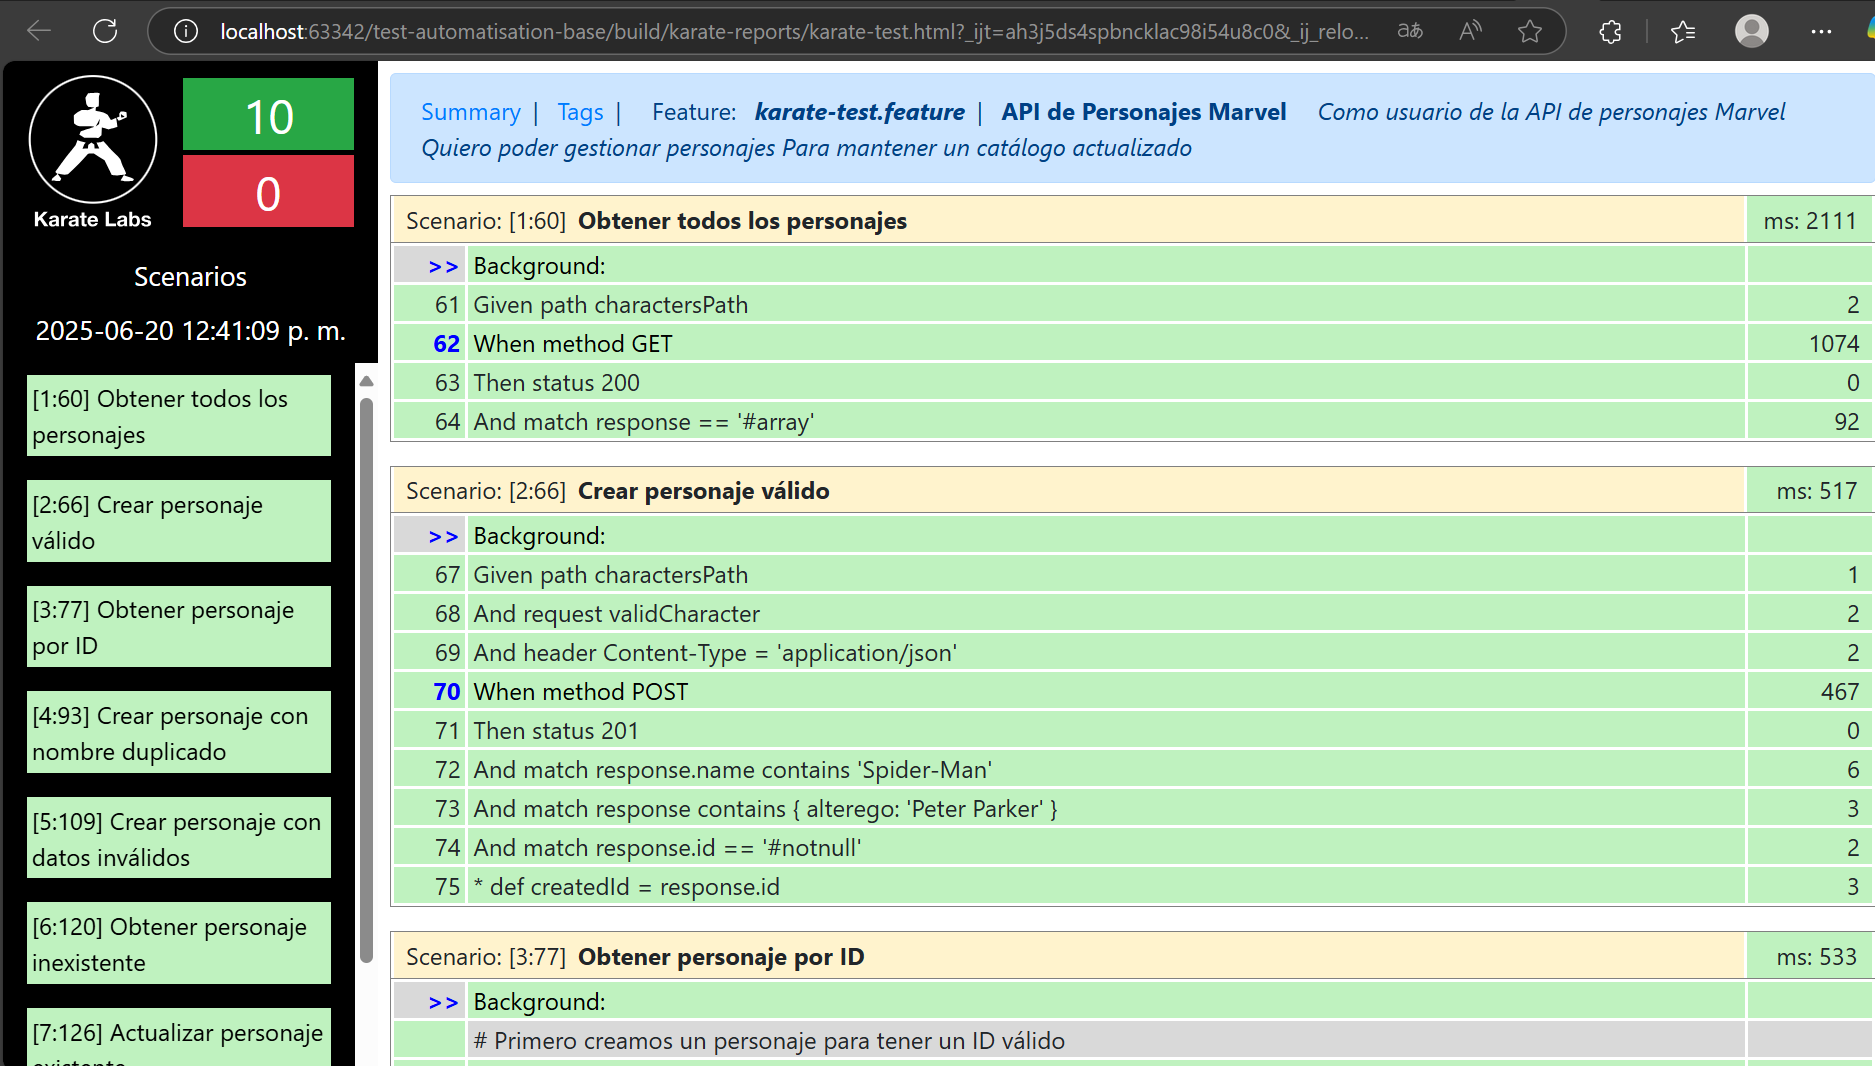 localhost:63342/test-automatisation-base/build/karate-reports/karate-test.html?_ijt=ah3j5ds4spbncklac98i54u8c0&_ij_relo...
Karate Labs
10
0
Scenarios
2025-06-20 12:41:09 p. m.
[1:60] Obtener todos los
personajes
[2:66] Crear personaje
válido
[3:77] Obtener personaje
por ID
[4:93] Crear personaje con
nombre duplicado
[5:109] Crear personaje con
datos inválidos
[6:120] Obtener personaje
inexistente
[7:126] Actualizar personaje
existente
Summary | Tags | Feature: karate-test.feature | API de Personajes Marvel Como usuario de la API de personajes Marvel
Quiero poder gestionar personajes Para mantener un catálogo actualizado
Scenario: [1:60] Obtener todos los personajes ms: 2111
>> Background:
61 Given path charactersPath 2
62 When method GET 1074
63 Then status 200 0
64 And match response == '#array' 92
Scenario: [2:66] Crear personaje válido ms: 517
>> Background:
67 Given path charactersPath 1
68 And request validCharacter 2
69 And header Content-Type = 'application/json' 2
70 When method POST 467
71 Then status 201 0
72 And match response.name contains 'Spider-Man' 6
73 And match response contains { alterego: 'Peter Parker' } 3
74 And match response.id == '#notnull' 2
75 * def createdId = response.id 3
Scenario: [3:77] Obtener personaje por ID ms: 533
>> Background:
# Primero creamos un personaje para tener un ID válido